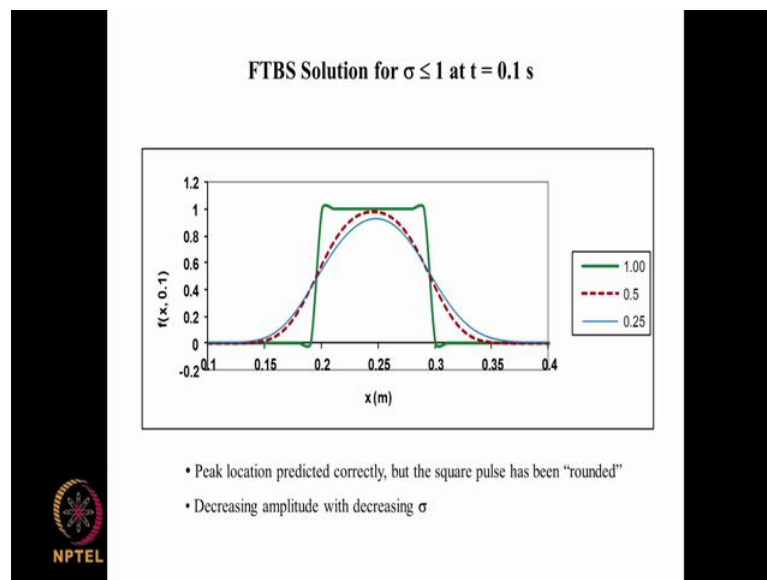 FTBS Solution for σ ≤ 1 at t = 0.1 s
1.2
1
0.8
0.6
0.4
0.2
0
-0.2
f(x, 0.1)
0.1 0.15 0.2 0.25 0.3 0.35 0.4
x (m)
1.00
0.5
0.25
• Peak location predicted correctly, but the square pulse has been “rounded”
• Decreasing amplitude with decreasing σ
NPTEL